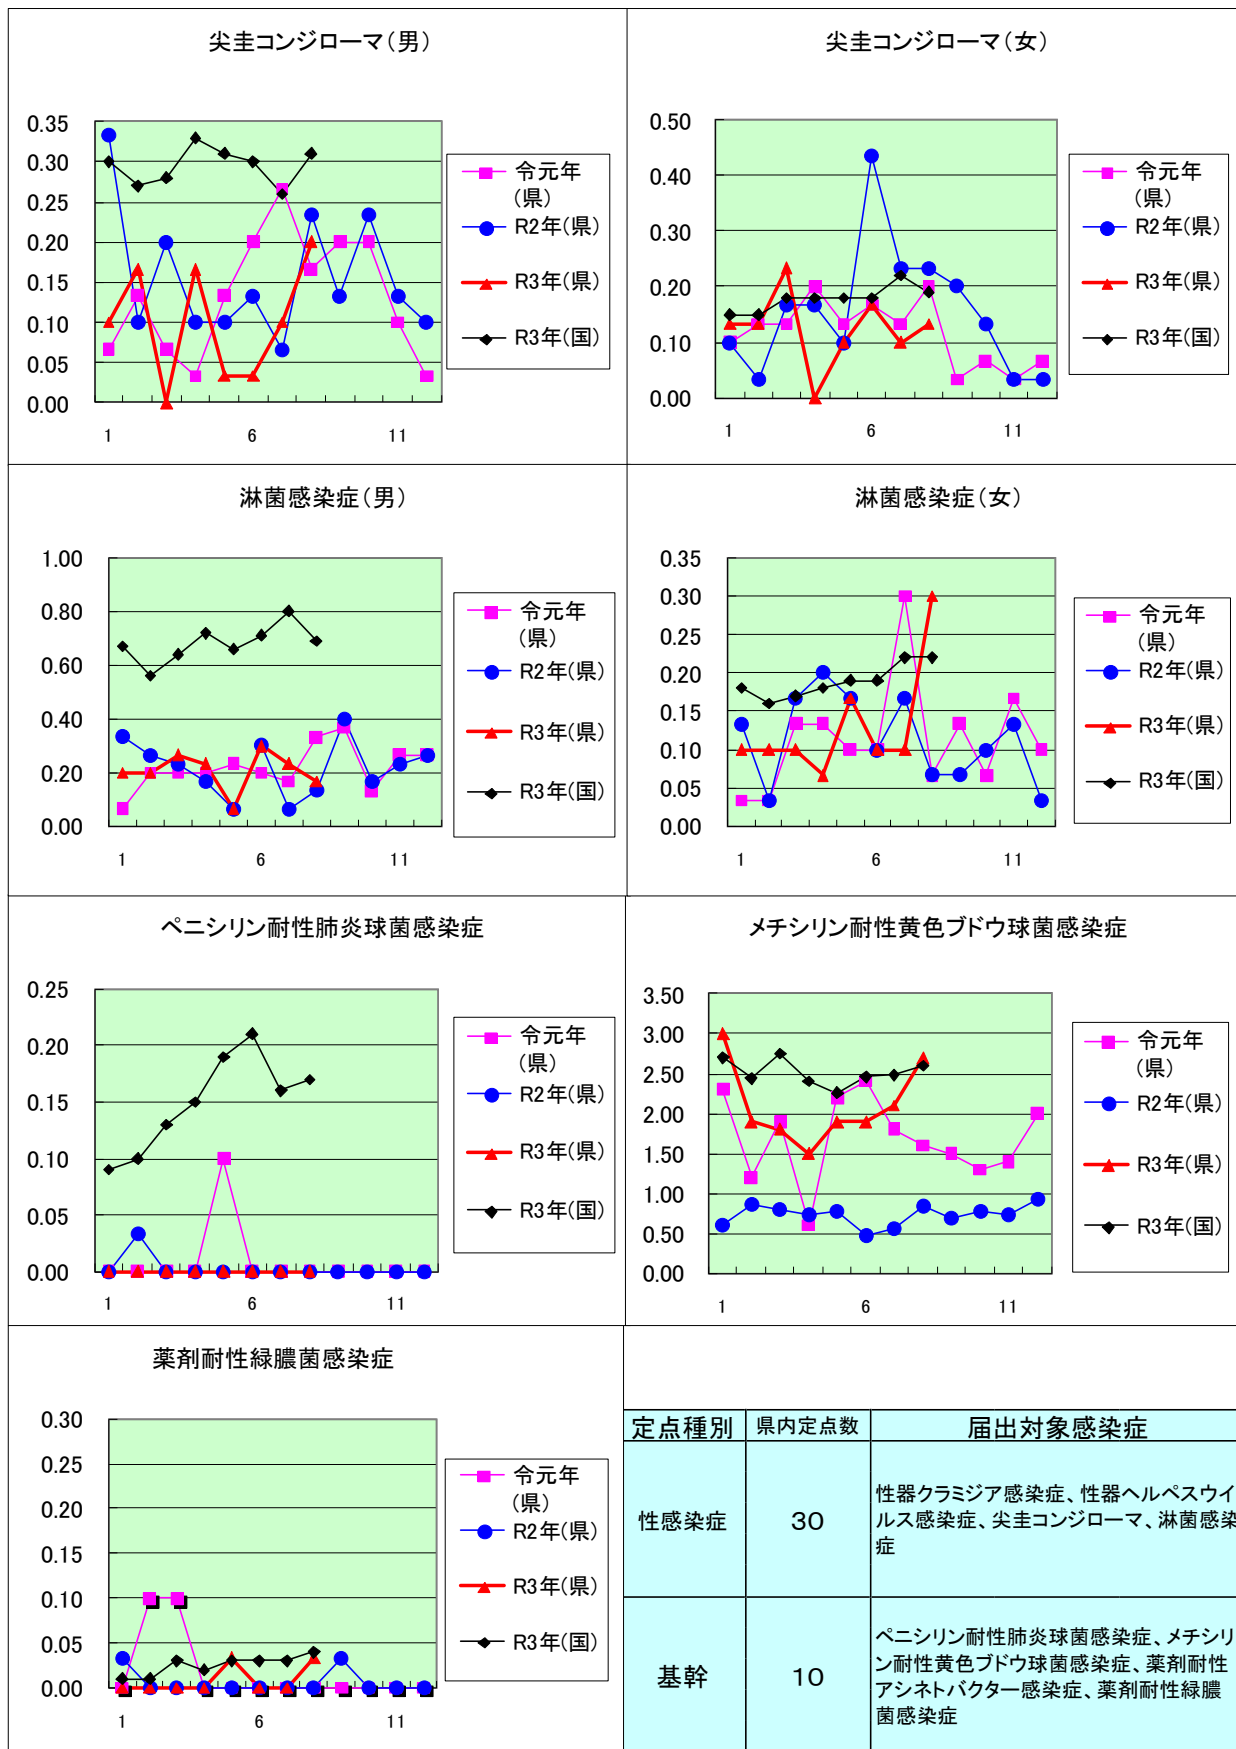 尖圭コンジローマ(男)
0.35
0.30
0.25
0.20
0.15
0.10
0.05
0.00
1
6
11
令元年
(県)
R2年(県)
R3年(県)
R3年(国)
尖圭コンジローマ(女)
0.50
0.40
0.30
0.20
0.10
0.00
1
6
11
令元年
(県)
R2年(県)
R3年(県)
R3年(国)
淋菌感染症(男)
1.00
0.80
0.60
0.40
0.20
0.00
1
6
11
令元年
(県)
R2年(県)
R3年(県)
R3年(国)
淋菌感染症(女)
0.35
0.30
0.25
0.20
0.15
0.10
0.05
0.00
1
6
11
令元年
(県)
R2年(県)
R3年(県)
R3年(国)
ペニシリン耐性肺炎球菌感染症
0.25
0.20
0.15
0.10
0.05
0.00
1
6
11
令元年
(県)
R2年(県)
R3年(県)
R3年(国)
メチシリン耐性黄色ブドウ球菌感染症
3.50
3.00
2.50
2.00
1.50
1.00
0.50
0.00
1
6
11
令元年
(県)
R2年(県)
R3年(県)
R3年(国)
薬剤耐性緑膿菌感染症
0.30
0.25
0.20
0.15
0.10
0.05
0.00
1
6
11
令元年
(県)
R2年(県)
R3年(県)
R3年(国)
定点種別 県内定点数 届出対象感染症
性感染症 30
性器クラミジア感染症、性器ヘルペスウイ
ルス感染症、尖圭コンジローマ、淋菌感染
症
基幹 10
ペニシリン耐性肺炎球菌感染症、メチシリ
ン耐性黄色ブドウ球菌感染症、薬剤耐性
アシネトバクター感染症、薬剤耐性緑膿
菌感染症